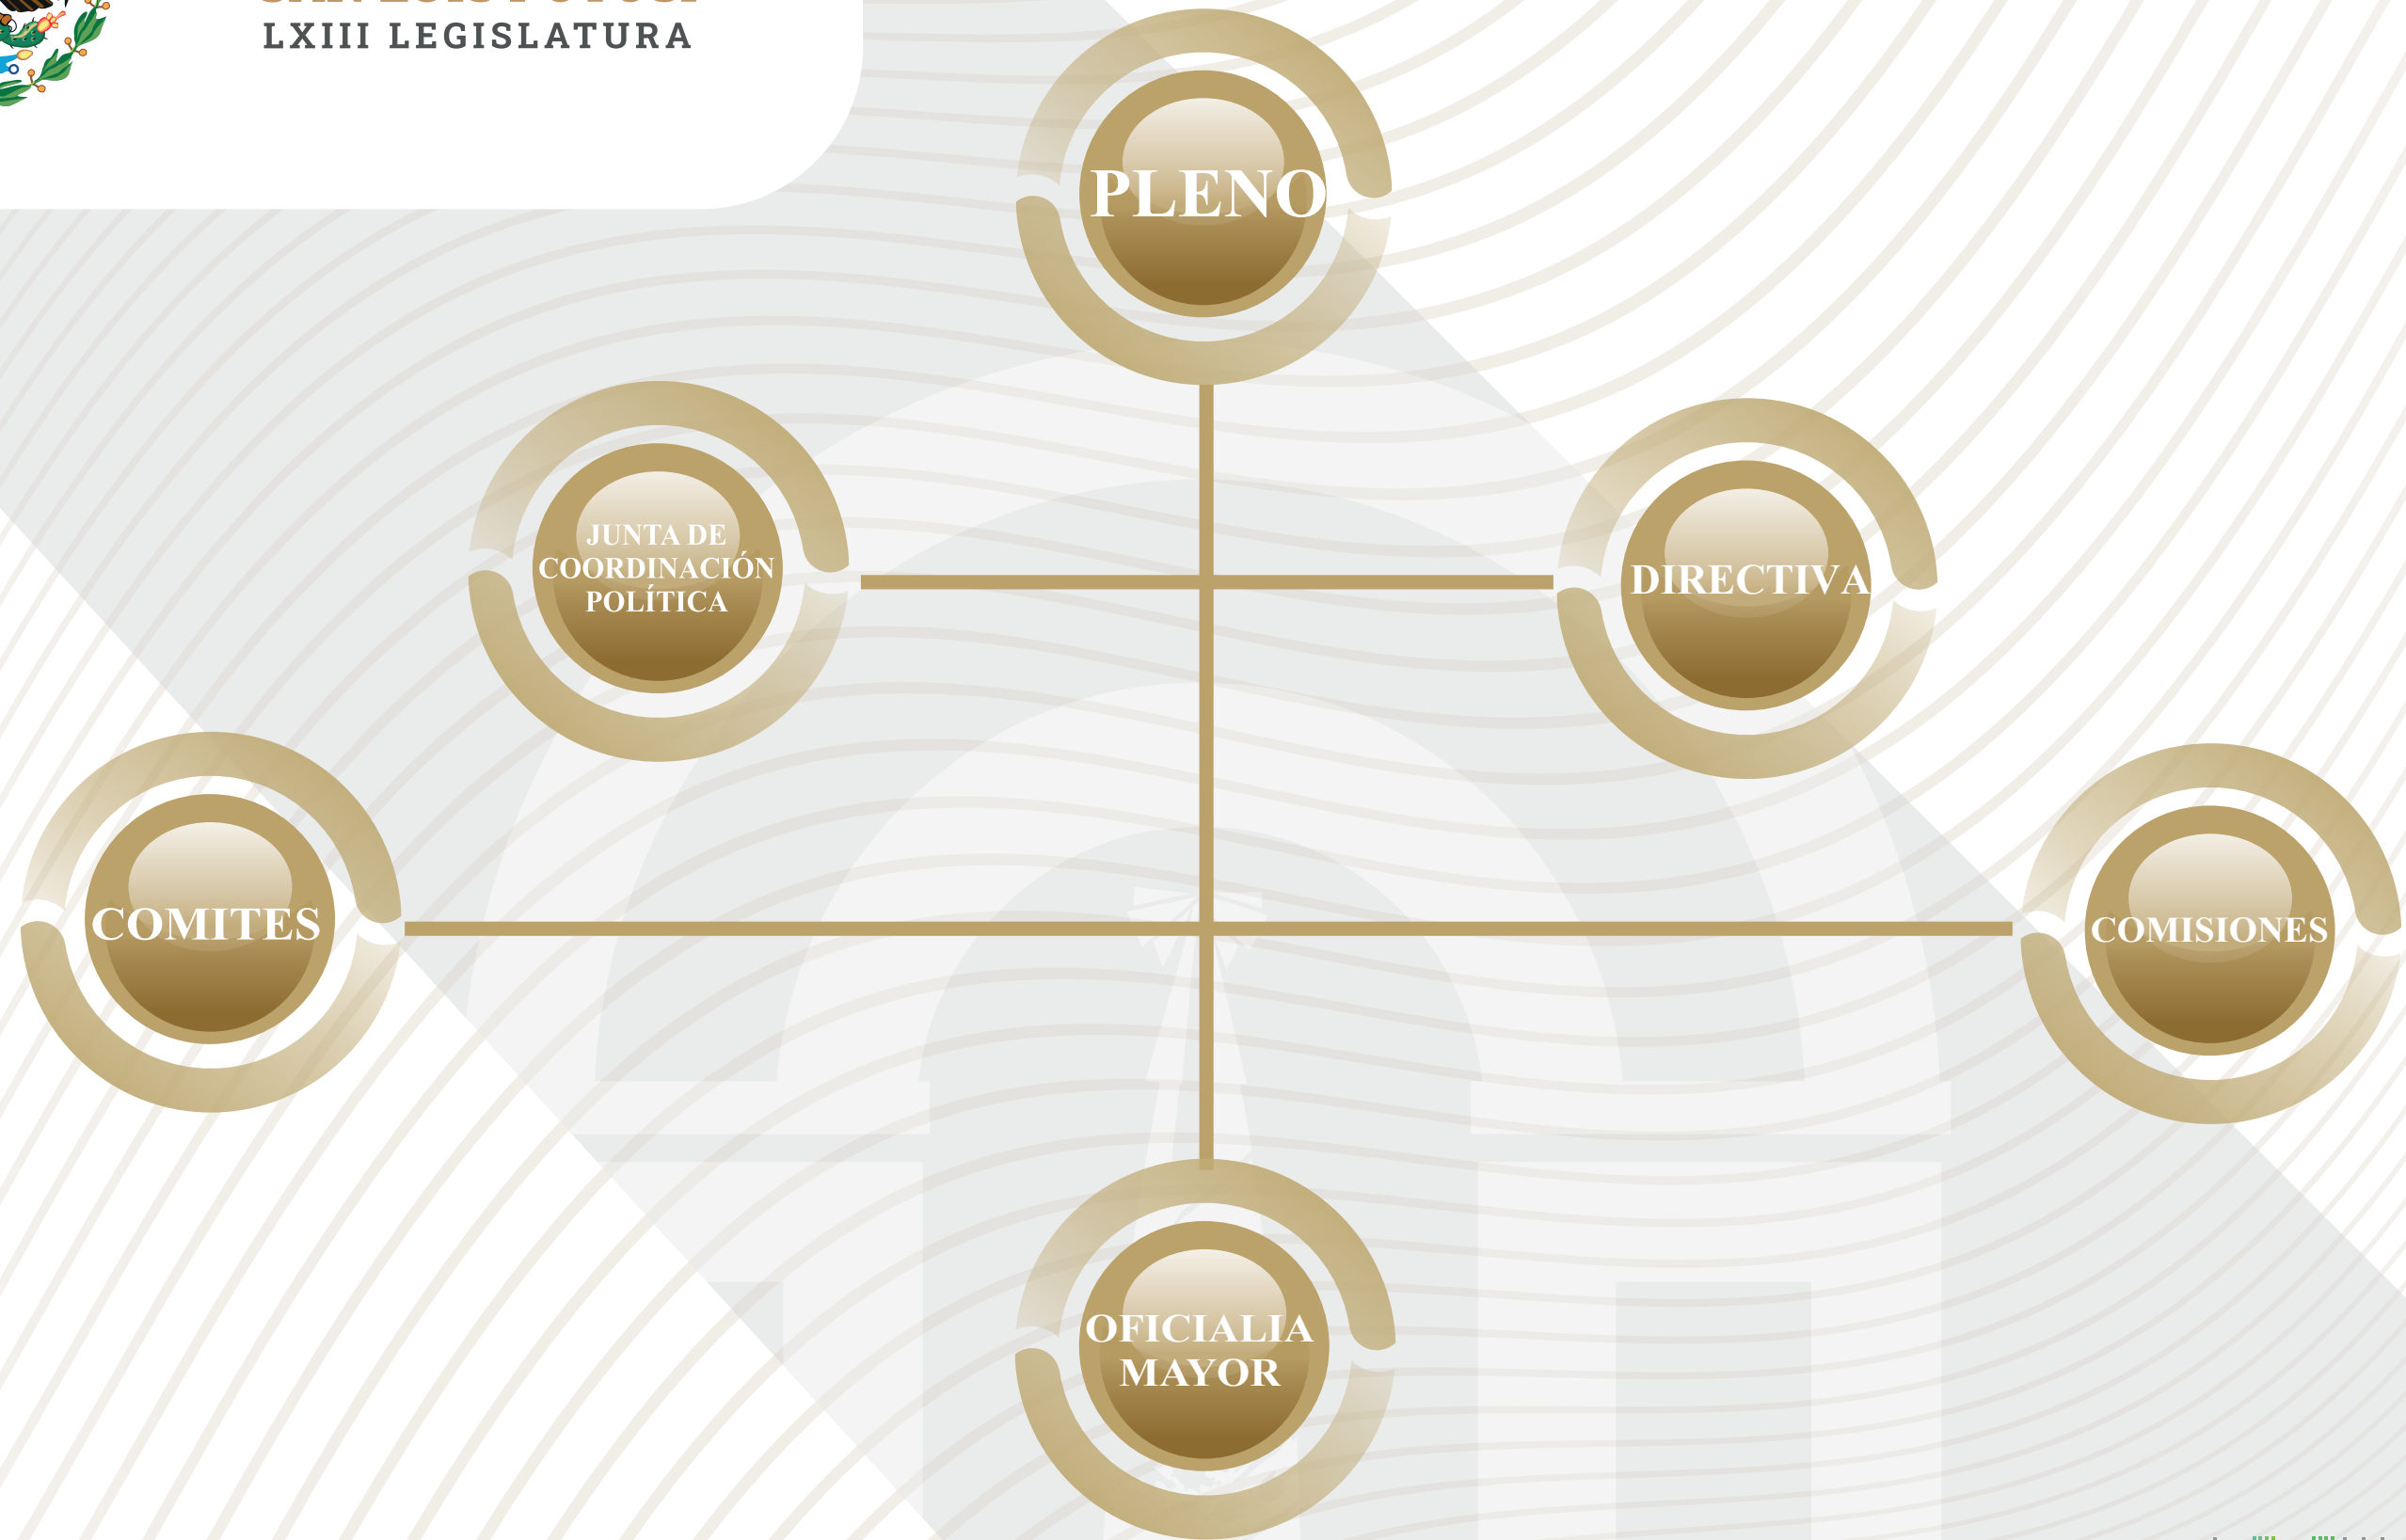 LXIII LEGISLATURA
PLENO
JUNTA DE
COORDINACIÓN
POLÍTICA
DIRECTIVA
COMITES
COMISIONES
OFICIALIA
MAYOR